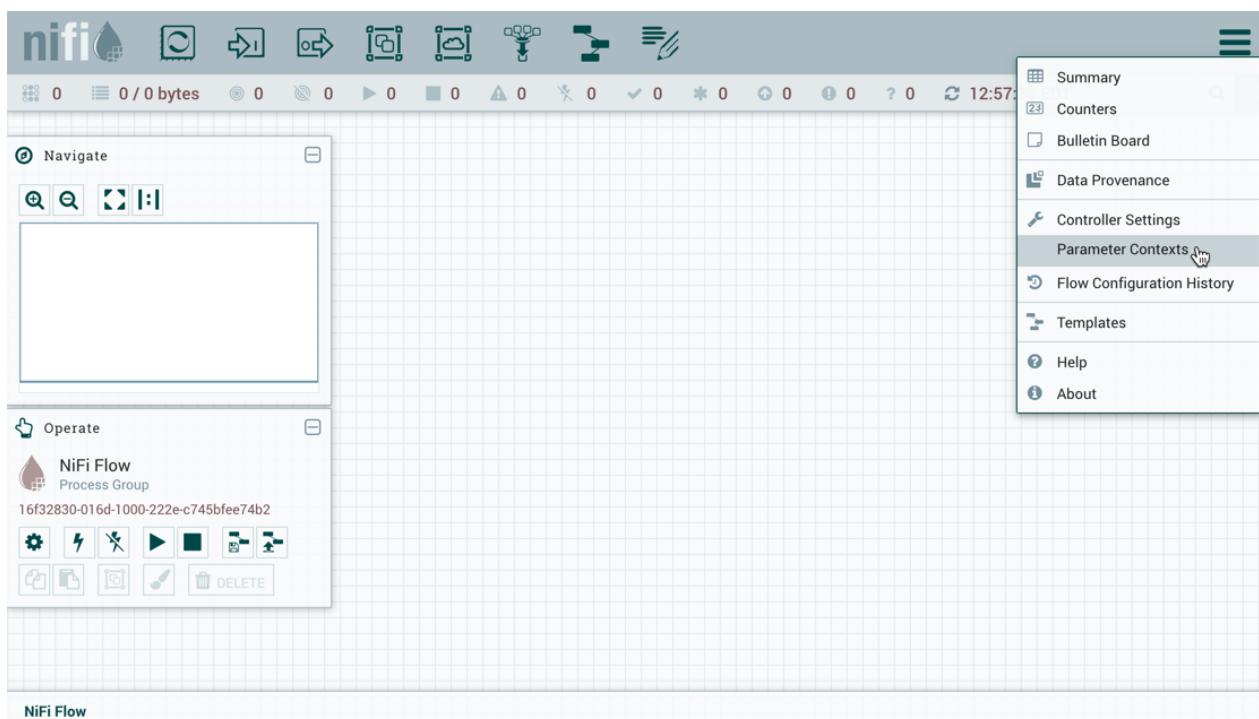 nifi
0 0 / 0 bytes 0 0 0 0 0 0 0 0 0 0 0 12:57:
Summary
Counters
Bulletin Board
Data Provenance
Controller Settings
Parameter Contexts
Flow Configuration History
Templates
Help
About
Navigate
Operate
NiFi Flow
Process Group
16f32830-016d-1000-222e-c745bfee74b2
DELETE
NiFi Flow